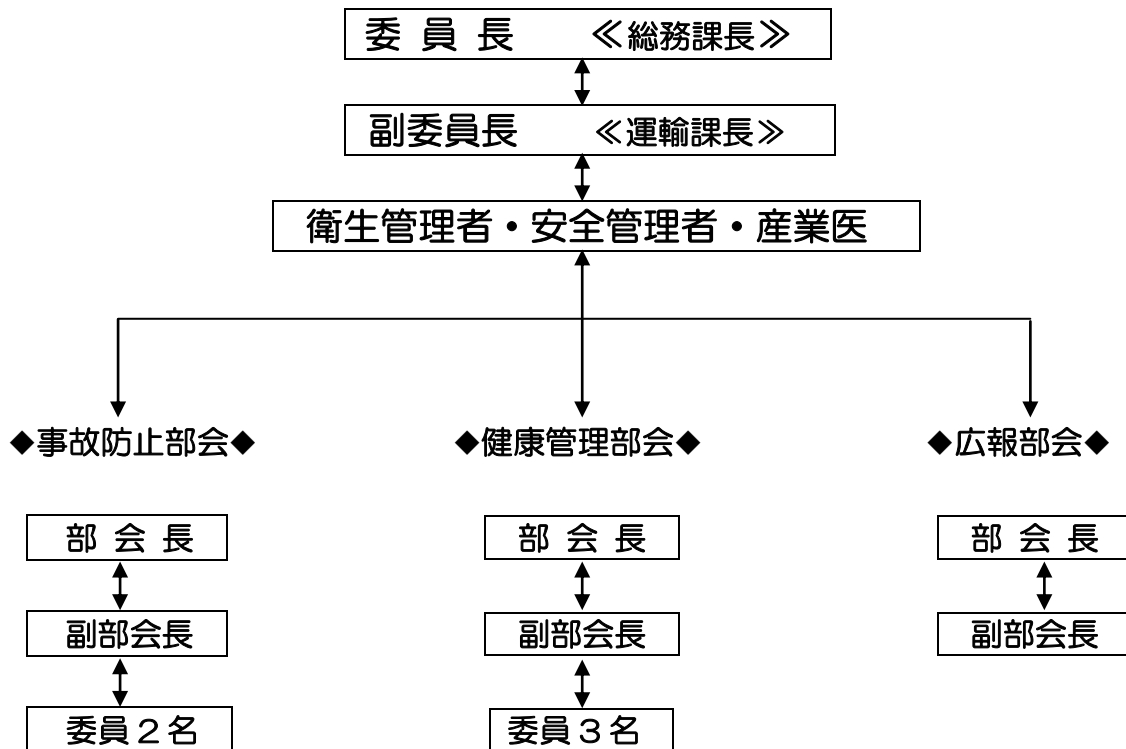 委 員 長　　≪総務課長≫
副委員長　　≪運輸課長≫
衛生管理者・安全管理者・産業医
◆事故防止部会◆　◆健康管理部会◆　◆広報部会◆
部 会 長　部 会 長　部 会 長
副部会長　副部会長　副部会長
委員２名　委員３名